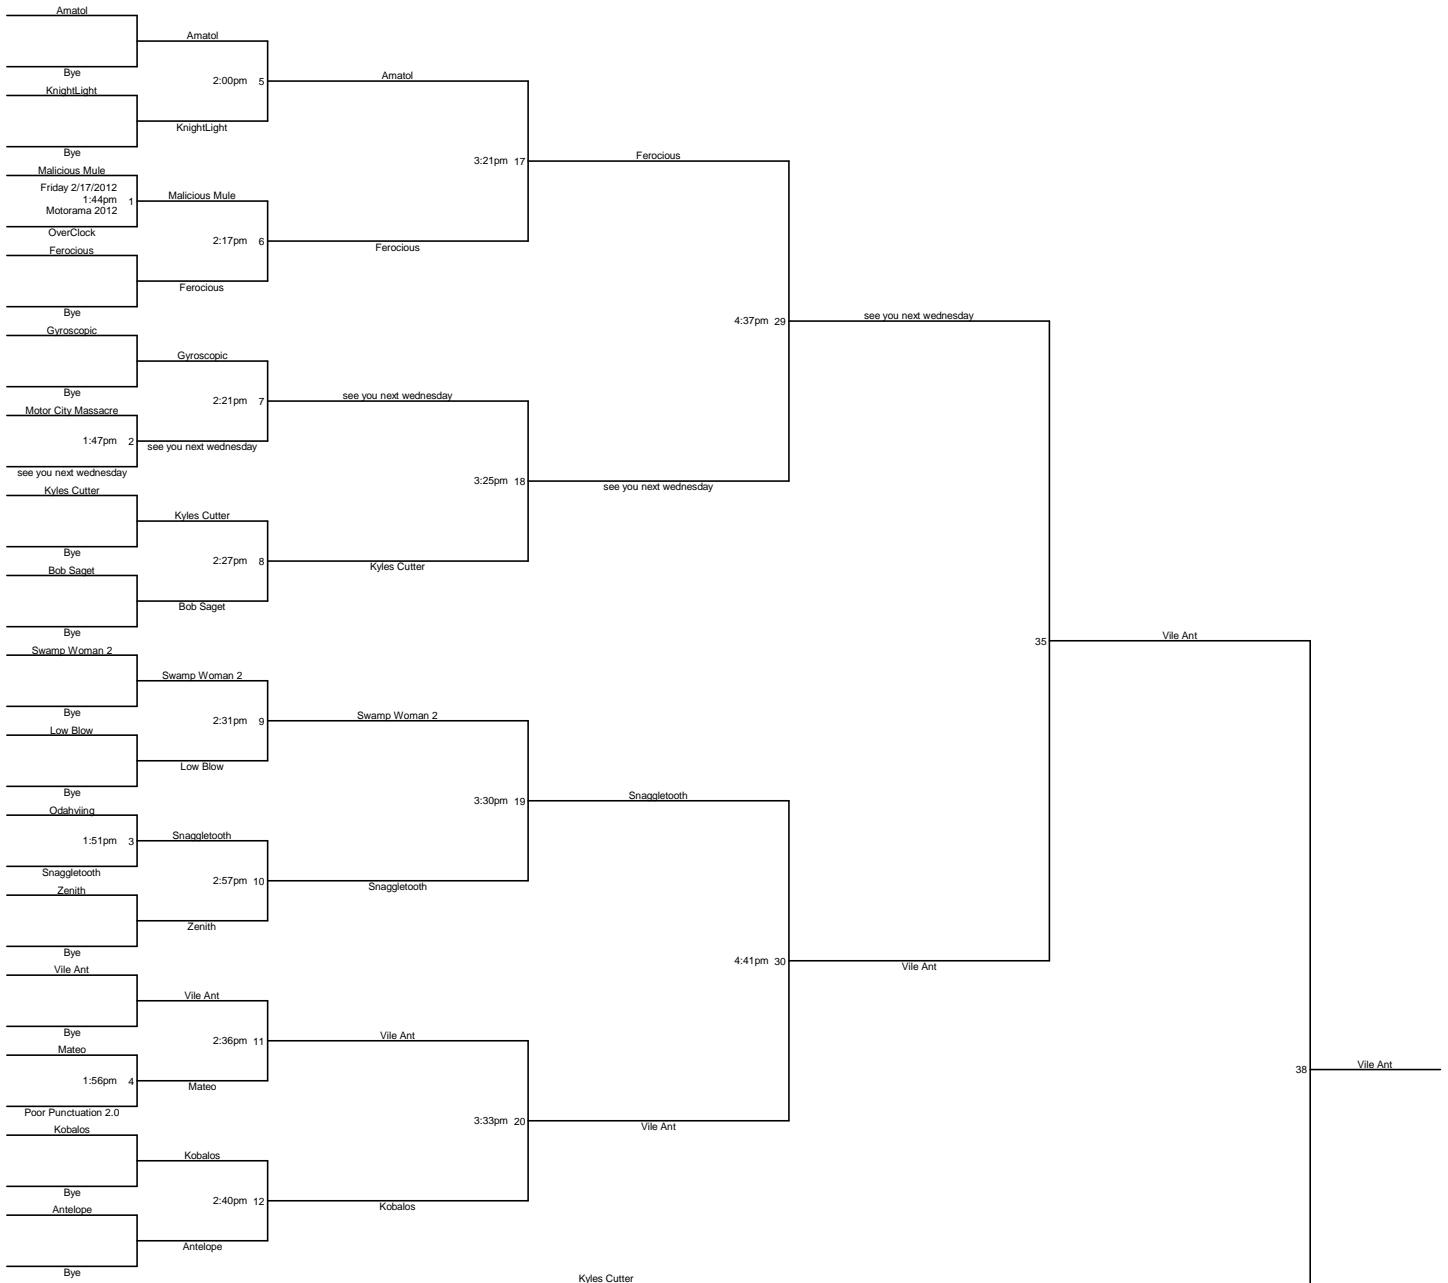 Amatol
Amatol
Bye
2:00pm 5
Amatol
KnightLight
KnightLight
Bye
3:21pm 17
Ferocious
Malicious Mule
Friday 2/17/2012
1:44pm 1
Motorama 2012
Malicious Mule
OverClock
2:17pm 6
Ferocious
Ferocious
Ferocious
Bye
4:37pm 29
see you next wednesday
Gyroscopic
Gyroscopic
Bye
2:21pm 7
see you next wednesday
Motor City Massacre
1:47pm 2
see you next wednesday
see you next wednesday
3:25pm 18
see you next wednesday
Kyles Cutter
Kyles Cutter
Bye
2:27pm 8
Kyles Cutter
Bob Saget
Bob Saget
Bye
35
Vile Ant
Swamp Woman 2
Swamp Woman 2
Bye
2:31pm 9
Swamp Woman 2
Low Blow
Low Blow
Bye
3:30pm 19
Snaggletooth
Odahviing
1:51pm 3
Snaggletooth
Snaggletooth
2:57pm 10
Snaggletooth
Zenith
Zenith
Bye
4:41pm 30
Vile Ant
Vile Ant
Vile Ant
Bye
2:36pm 11
Vile Ant
Mateo
1:56pm 4
Mateo
Poor Punctuation 2.0
38
Vile Ant
3:33pm 20
Vile Ant
Kobalos
Kobalos
Bye
2:40pm 12
Kobalos
Antelope
Antelope
Bye
Kyles Cutter